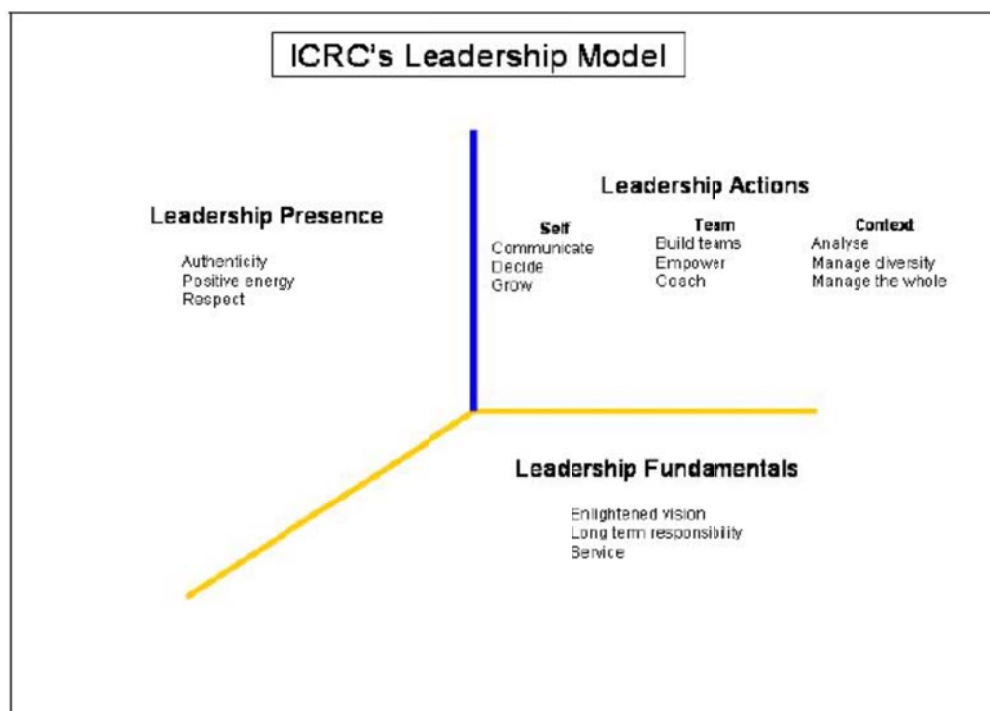 ICRC's Leadership Model
Leadership Presence
Authenticity
Positive energy
Respect
Leadership Actions
Self
Communicate
Decide
Grow
Team
Build teams
Empower
Coach
Context
Analyse
Manage diversity
Manage the whole
Leadership Fundamentals
Enlightened vision
Long term responsibility
Service